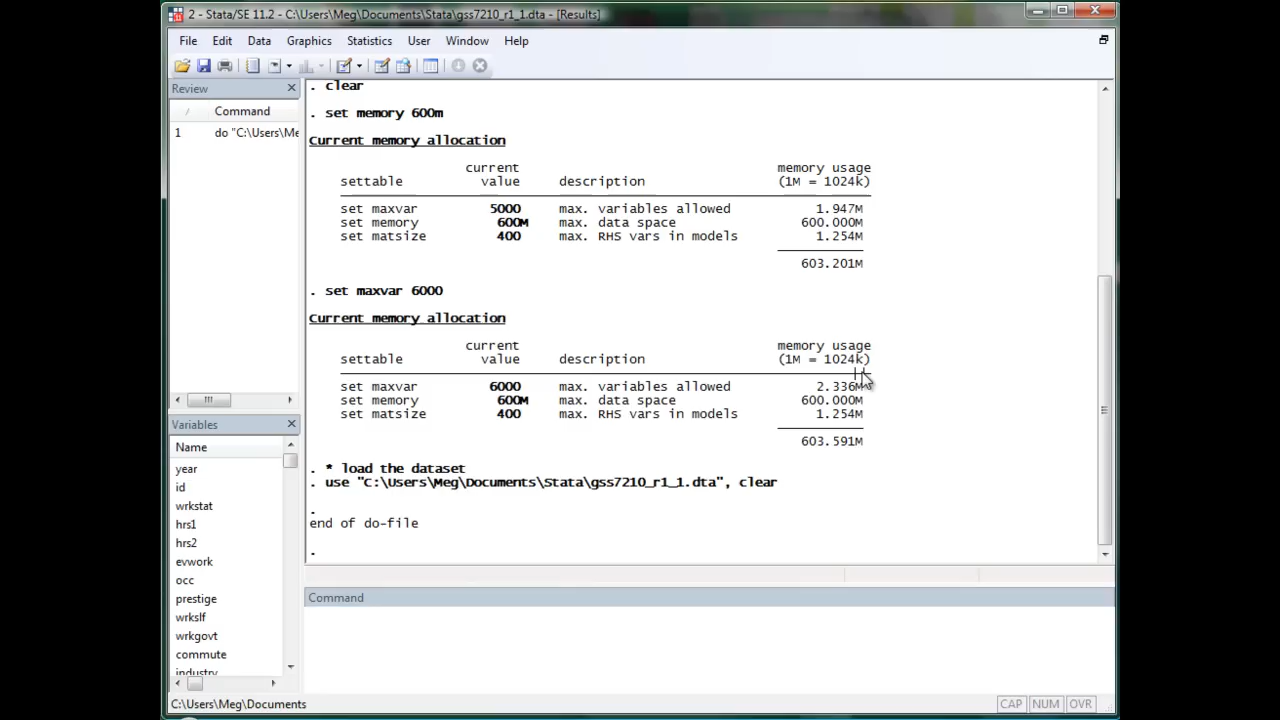 2 - Stata/SE 11.2 - C:\Users\Meg\Documents\Stata\gss7210_r1_1.dta - [Results]
File Edit Data Graphics Statistics User Window Help
Review
/ Command
1 do "C:\Users\Me
Variables
Name
year
id
wrkstat
hrs1
hrs2
evwork
occ
prestige
wrkslf
wrkgovt
commute
industry
. clear
. set memory 600m
Current memory allocation
current memory usage
settable value description (1M = 1024k)
set maxvar 5000 max. variables allowed 1.947M
set memory 600M max. data space 600.000M
set matsize 400 max. RHS vars in models 1.254M
603.201M
. set maxvar 6000
Current memory allocation
current memory usage
settable value description (1M = 1024k)
set maxvar 6000 max. variables allowed 2.336M
set memory 600M max. data space 600.000M
set matsize 400 max. RHS vars in models 1.254M
603.591M
. * load the dataset
. use "C:\Users\Meg\Documents\Stata\gss7210_r1_1.dta", clear
.
end of do-file
.
Command
C:\Users\Meg\Documents CAP NUM OVR